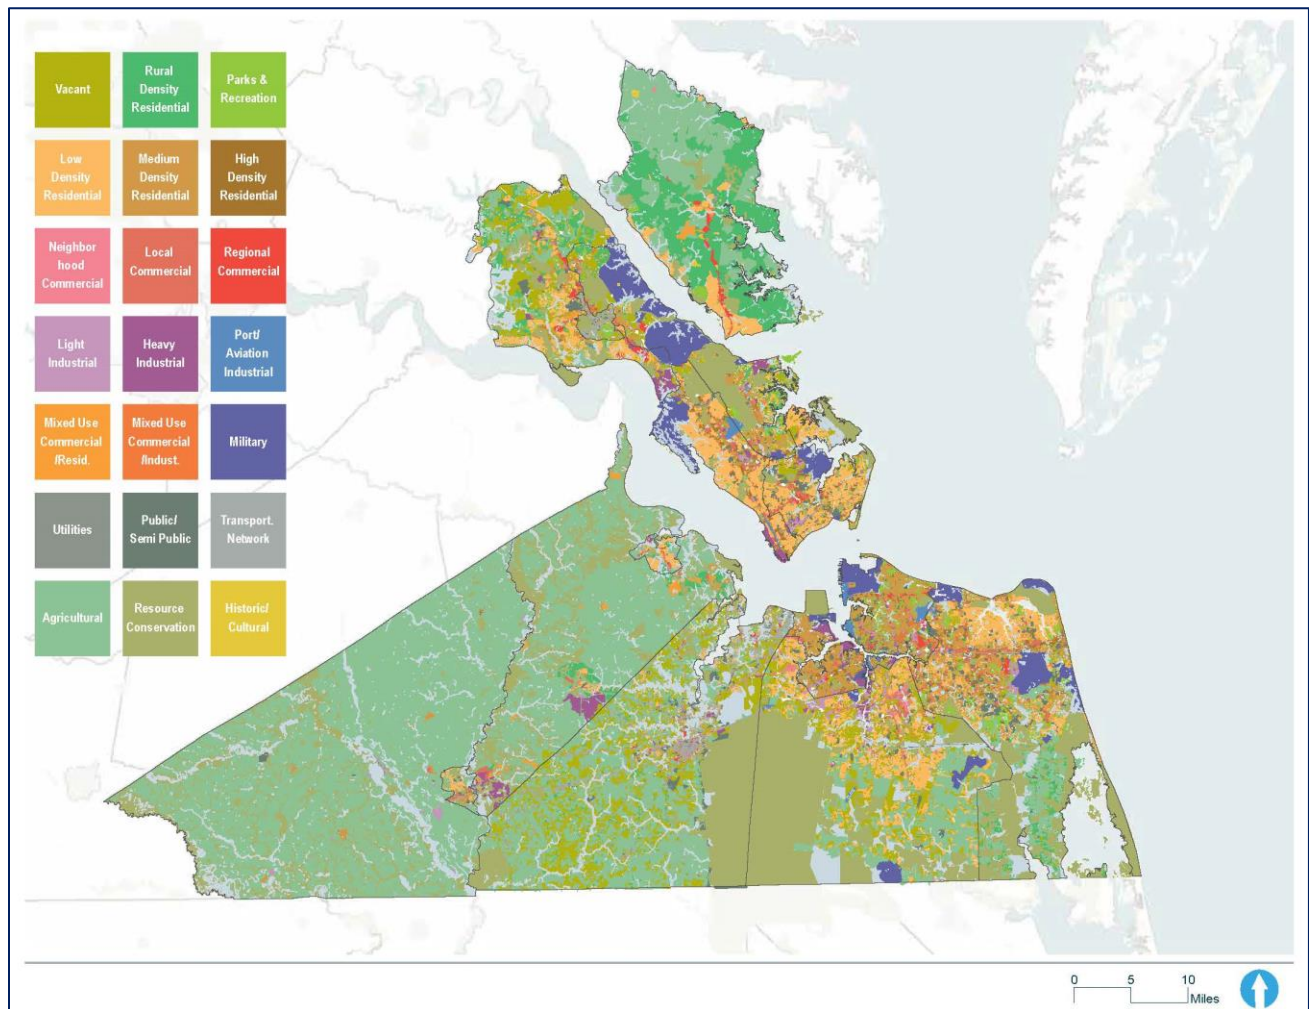 Vacant
Rural
Density
Residential
Parks &
Recreation
Low
Density
Residential
Medium
Density
Residential
High
Density
Residential
Neighbor
hood
Commercial
Local
Commercial
Regional
Commercial
Light
Industrial
Heavy
Industrial
Port/
Aviation
Industrial
Mixed Use
Commercial
/Resid.
Mixed Use
Commercial
/Indust.
Military
Utilities
Public/
Semi Public
Transport.
Network
Agricultural
Resource
Conservation
Historic/
Cultural
0 5 10
Miles